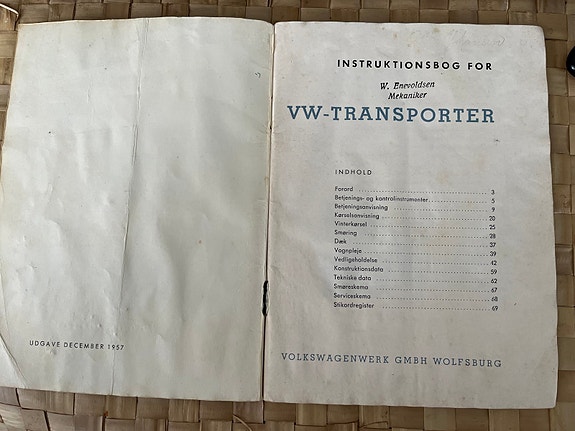 UDGAVE DECEMBER 1957
INSTRUKTIONSBOG FOR
W. Enevoldsen
Mekaniker
VW-TRANSPORTER
INDHOLD
Forord 3
Betjenings- og kontrolinstrumenter 5
Betjeningsanvisning 9
Kørselsanvisning 20
Vinterkørsel 25
Smøring 28
Dæk 37
Vognpleje 39
Vedligeholdelse 42
Konstruktionsdata 59
Tekniske data 62
Smøreskema 67
Serviceskema 68
Stikordregister 69
VOLKSWAGENWERK GMBH WOLFSBURG